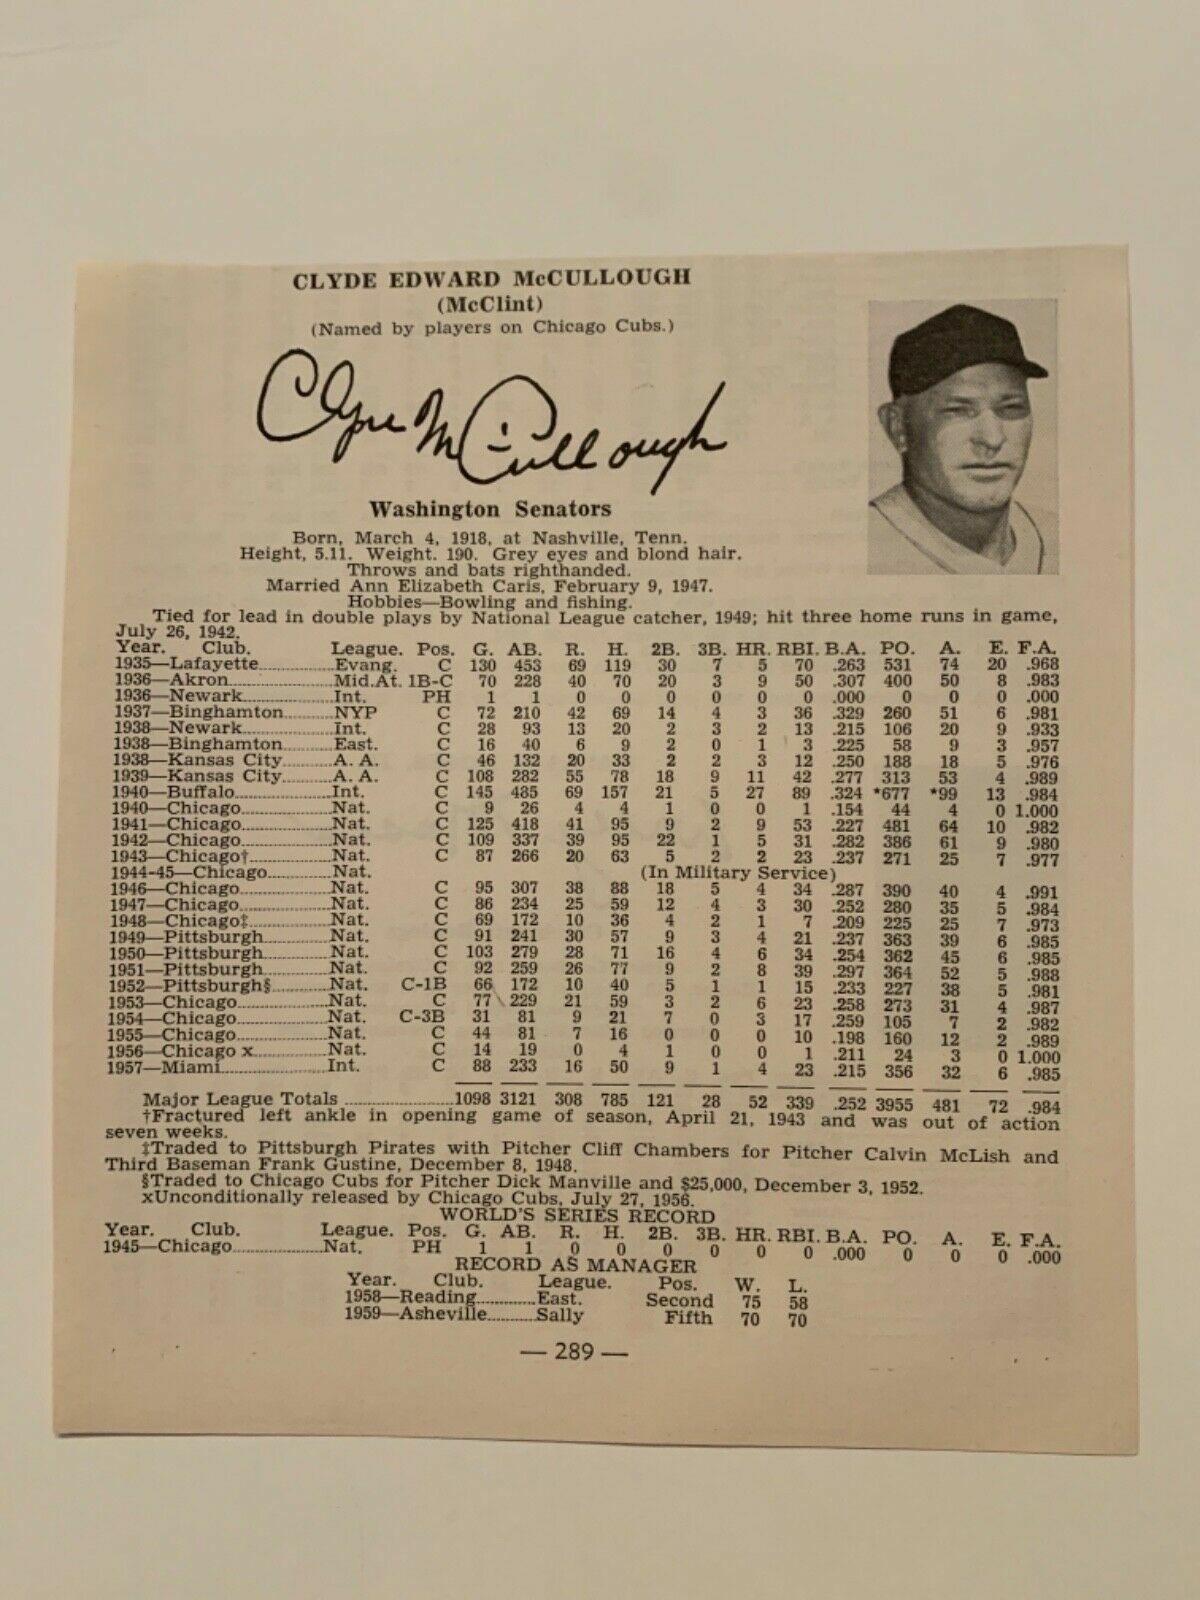 CLYDE EDWARD McCULLOUGH
(McClint)
(Named by players on Chicago Cubs.)
Clyde McCullough
Washington Senators
Born, March 4, 1918, at Nashville, Tenn.
Height, 5.11. Weight. 190. Grey eyes and blond hair.
Throws and bats righthanded.
Married Ann Elizabeth Caris, February 9, 1947.
Hobbies—Bowling and fishing.
Tied for lead in double plays by National League catcher, 1949; hit three home runs in game,
July 26, 1942.
Year. Club. League. Pos. G. AB. R. H. 2B. 3B. HR. RBI. B.A. PO. A. E. F.A.
1935—Lafayette Evang. C 130 453 69 119 30 7 5 70 .263 531 74 20 .968
1936—Akron Mid.At. 1B-C 70 228 40 70 20 3 9 50 .307 400 50 8 .983
1936—Newark Int. PH 1 1 0 0 0 0 0 0 .000 0 0 0 .000
1937—Binghamton NYP C 72 210 42 69 14 4 3 36 .329 260 51 6 .981
1938—Newark Int. C 28 93 13 20 2 3 2 13 .215 106 20 9 .933
1938—Binghamton East. C 16 40 6 9 2 0 1 3 .225 58 9 3 .957
1938—Kansas City A. A. C 46 132 20 33 2 2 3 12 .250 188 18 5 .976
1939—Kansas City A. A. C 108 282 55 78 18 9 11 42 .277 313 53 4 .989
1940—Buffalo Int. C 145 485 69 157 21 5 27 89 .324 *677 *99 13 .984
1940—Chicago Nat. C 9 26 4 4 1 0 0 1 .154 44 4 0 1.000
1941—Chicago Nat. C 125 418 41 95 9 2 9 53 .227 481 64 10 .982
1942—Chicago Nat. C 109 337 39 95 22 1 5 31 .282 386 61 9 .980
1943—Chicago† Nat. C 87 266 20 63 5 2 2 23 .237 271 25 7 .977
1944-45—Chicago Nat. (In Military Service)
1946—Chicago Nat. C 95 307 38 88 18 5 4 34 .287 390 40 4 .991
1947—Chicago Nat. C 86 234 25 59 12 4 3 30 .252 280 35 5 .984
1948—Chicago‡ Nat. C 69 172 10 36 4 2 1 7 .209 225 25 7 .973
1949—Pittsburgh Nat. C 91 241 30 57 9 3 4 21 .237 363 39 6 .985
1950—Pittsburgh Nat. C 103 279 28 71 16 4 6 34 .254 362 45 6 .985
1951—Pittsburgh Nat. C 92 259 26 77 9 2 8 39 .297 364 52 5 .988
1952—Pittsburgh§ Nat. C-1B 66 172 10 40 5 1 1 15 .233 227 38 5 .981
1953—Chicago Nat. C 77 229 21 59 3 2 6 23 .258 273 31 4 .987
1954—Chicago Nat. C-3B 31 81 9 21 7 0 3 17 .259 105 7 2 .982
1955—Chicago Nat. C 44 81 7 16 0 0 0 10 .198 160 12 2 .989
1956—Chicago x Nat. C 14 19 0 4 1 0 0 1 .211 24 3 0 1.000
1957—Miami Int. C 88 233 16 50 9 1 4 23 .215 356 32 6 .985
Major League Totals 1098 3121 308 785 121 28 52 339 .252 3955 481 72 .984
†Fractured left ankle in opening game of season, April 21, 1943 and was out of action
seven weeks.
‡Traded to Pittsburgh Pirates with Pitcher Cliff Chambers for Pitcher Calvin McLish and
Third Baseman Frank Gustine, December 8, 1948.
§Traded to Chicago Cubs for Pitcher Dick Manville and $25,000, December 3, 1952.
xUnconditionally released by Chicago Cubs, July 27, 1956.
WORLD'S SERIES RECORD
Year. Club. League. Pos. G. AB. R. H. 2B. 3B. HR. RBI. B.A. PO. A. E. F.A.
1945—Chicago Nat. PH 1 1 0 0 0 0 0 0 .000 0 0 0 .000
RECORD AS MANAGER
Year. Club. League. Pos. W. L.
1958—Reading East. Second 75 58
1959—Asheville Sally Fifth 70 70
— 289 —